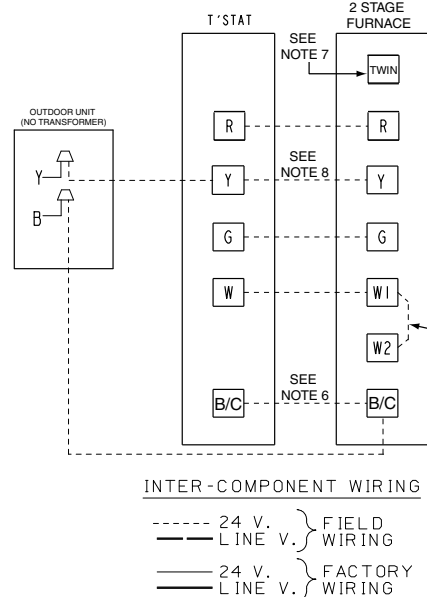 T'STAT
2 STAGE
FURNACE
SEE
NOTE 7
TWIN
OUTDOOR UNIT
(NO TRANSFORMER)
R
R
SEE
NOTE 8
Y
Y
Y
B
G
G
W
W1
W2
SEE
NOTE 6
B/C
B/C
INTER-COMPONENT WIRING
24 V.
LINE V.
FIELD
WIRING
24 V.
LINE V.
FACTORY
WIRING